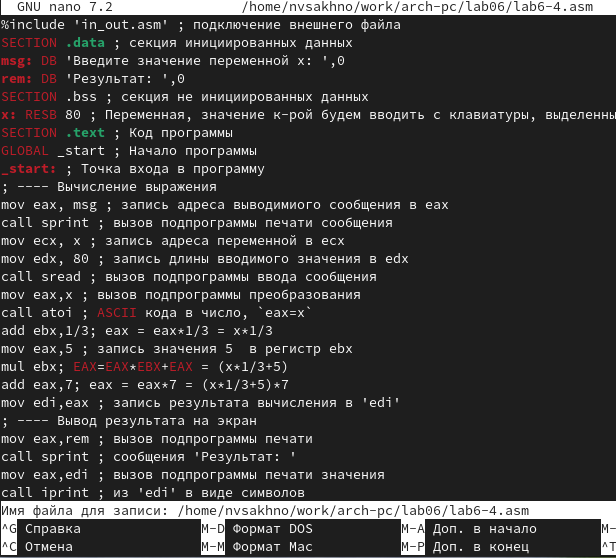 GNU nano 7.2 /home/nvsakhno/work/arch-pc/lab06/lab6-4.asm
%include 'in_out.asm' ; подключение внешнего файла
SECTION .data ; секция инициированных данных
msg: DB 'Введите значение переменной x: ',0
rem: DB 'Результат: ',0
SECTION .bss ; секция не инициированных данных
x: RESB 80 ; Переменная, значение к-рой будем вводить с клавиатуры, выделенны
SECTION .text ; Код программы
GLOBAL _start ; Начало программы
_start: ; Точка входа в программу
; ---- Вычисление выражения
mov eax, msg ; запись адреса выводимиого сообщения в eax
call sprint ; вызов подпрограммы печати сообщения
mov ecx, x ; запись адреса переменной в ecx
mov edx, 80 ; запись длины вводимого значения в edx
call sread ; вызов подпрограммы ввода сообщения
mov eax,x ; вызов подпрограммы преобразования
call atoi ; ASCII кода в число, `eax=x`
add ebx,1/3; eax = eax*1/3 = x*1/3
mov eax,5 ; запись значения 5  в регистр ebx
mul ebx; EAX=EAX*EBX+EAX = (x*1/3+5)
add eax,7; eax = eax*7 = (x*1/3+5)*7
mov edi,eax ; запись результата вычисления в 'edi'
; ---- Вывод результата на экран
mov eax,rem ; вызов подпрограммы печати
call sprint ; сообщения 'Результат: '
mov eax,edi ; вызов подпрограммы печати значения
call iprint ; из 'edi' в виде символов
Имя файла для записи: /home/nvsakhno/work/arch-pc/lab06/lab6-4.asm
^G Справка M-D Формат DOS M-A Доп. в начало M-
^C Отмена M-M Формат Mac M-P Доп. в конец ^T